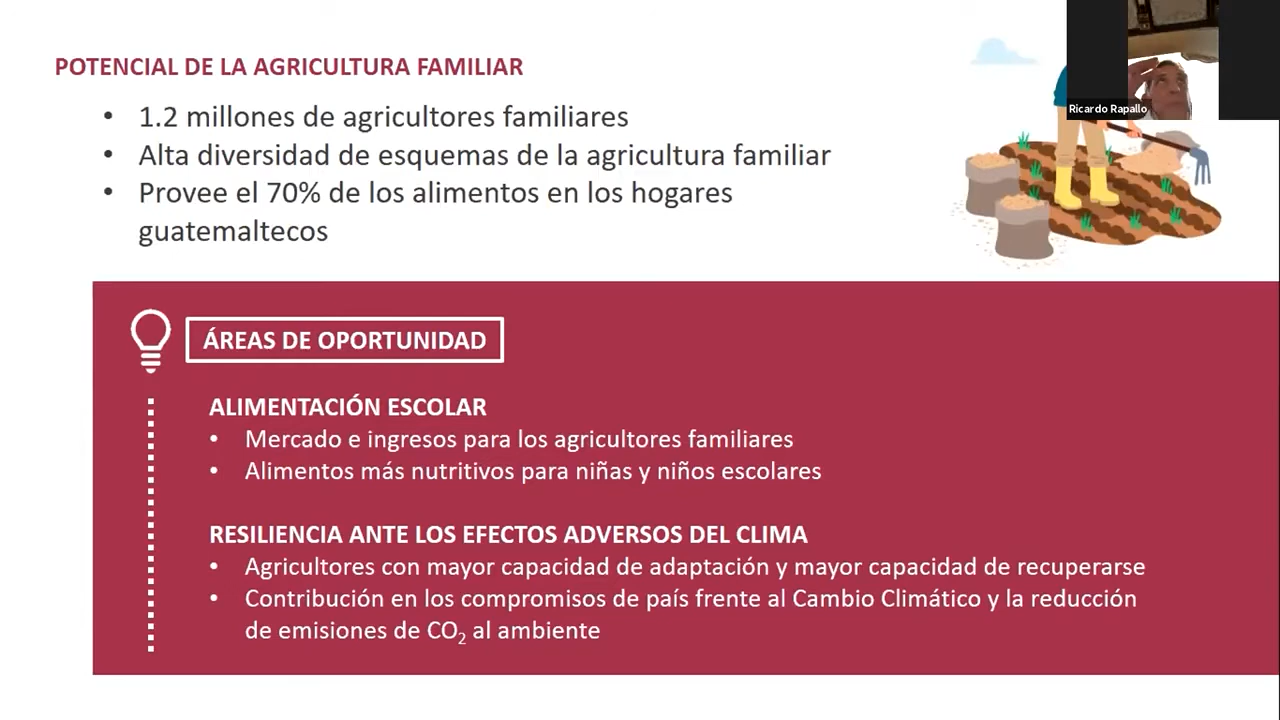 POTENCIAL DE LA AGRICULTURA FAMILIAR
• 1.2 millones de agricultores familiares
• Alta diversidad de esquemas de la agricultura familiar
• Provee el 70% de los alimentos en los hogares
guatemaltecos
Ricardo Rapallo
ÁREAS DE OPORTUNIDAD
ALIMENTACIÓN ESCOLAR
• Mercado e ingresos para los agricultores familiares
• Alimentos más nutritivos para niñas y niños escolares
RESILIENCIA ANTE LOS EFECTOS ADVERSOS DEL CLIMA
• Agricultores con mayor capacidad de adaptación y mayor capacidad de recuperarse
• Contribución en los compromisos de país frente al Cambio Climático y la reducción
de emisiones de CO₂ al ambiente